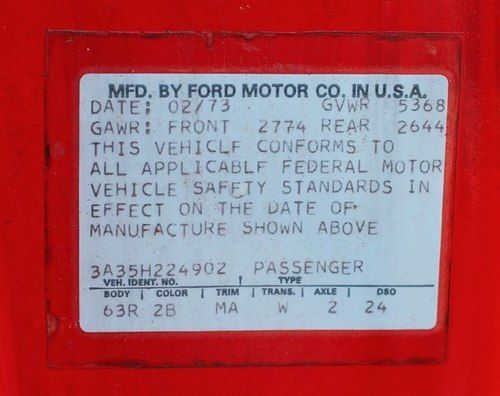 MFD. BY FORD MOTOR CO. IN U.S.A.
DATE: 02/73 GVWR 5368
GAWR: FRONT 2774 REAR 2644
THIS VEHICLE CONFORMS TO
ALL APPLICABLE FEDERAL MOTOR
VEHICLE SAFETY STANDARDS IN
EFFECT ON THE DATE OF
MANUFACTURE SHOWN ABOVE
3A35H224902 PASSENGER
VEH. IDENT. NO. | TYPE
BODY | COLOR | TRIM | TRANS. | AXLE | DSO
63R 2B MA W 2 24